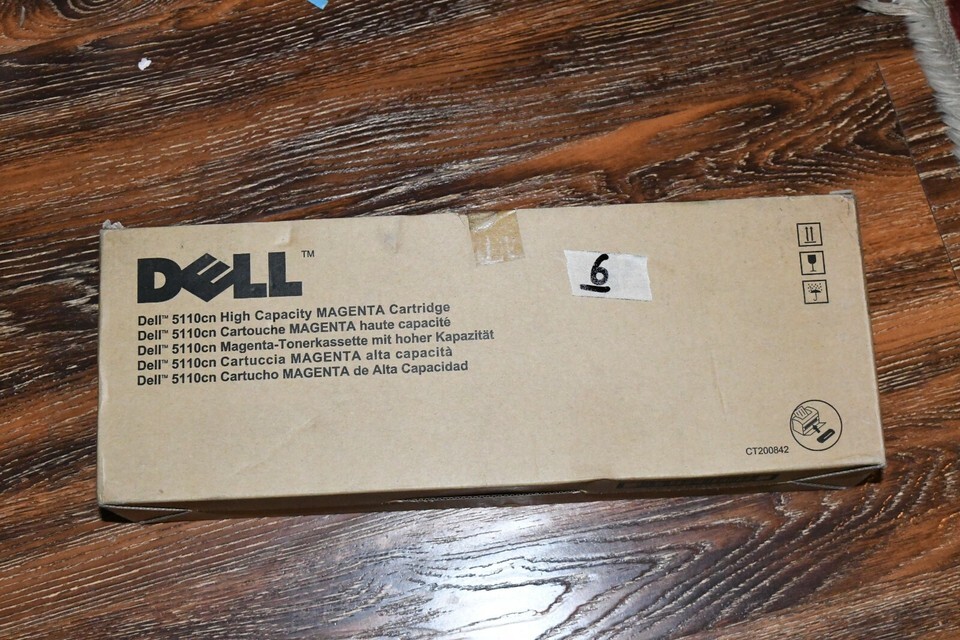 DELL™
6
Dell™ 5110cn High Capacity MAGENTA Cartridge
Dell™ 5110cn Cartouche MAGENTA haute capacité
Dell™ 5110cn Magenta-Tonerkassette mit hoher Kapazität
Dell™ 5110cn Cartuccia MAGENTA alta capacità
Dell™ 5110cn Cartucho MAGENTA de Alta Capacidad
CT200842